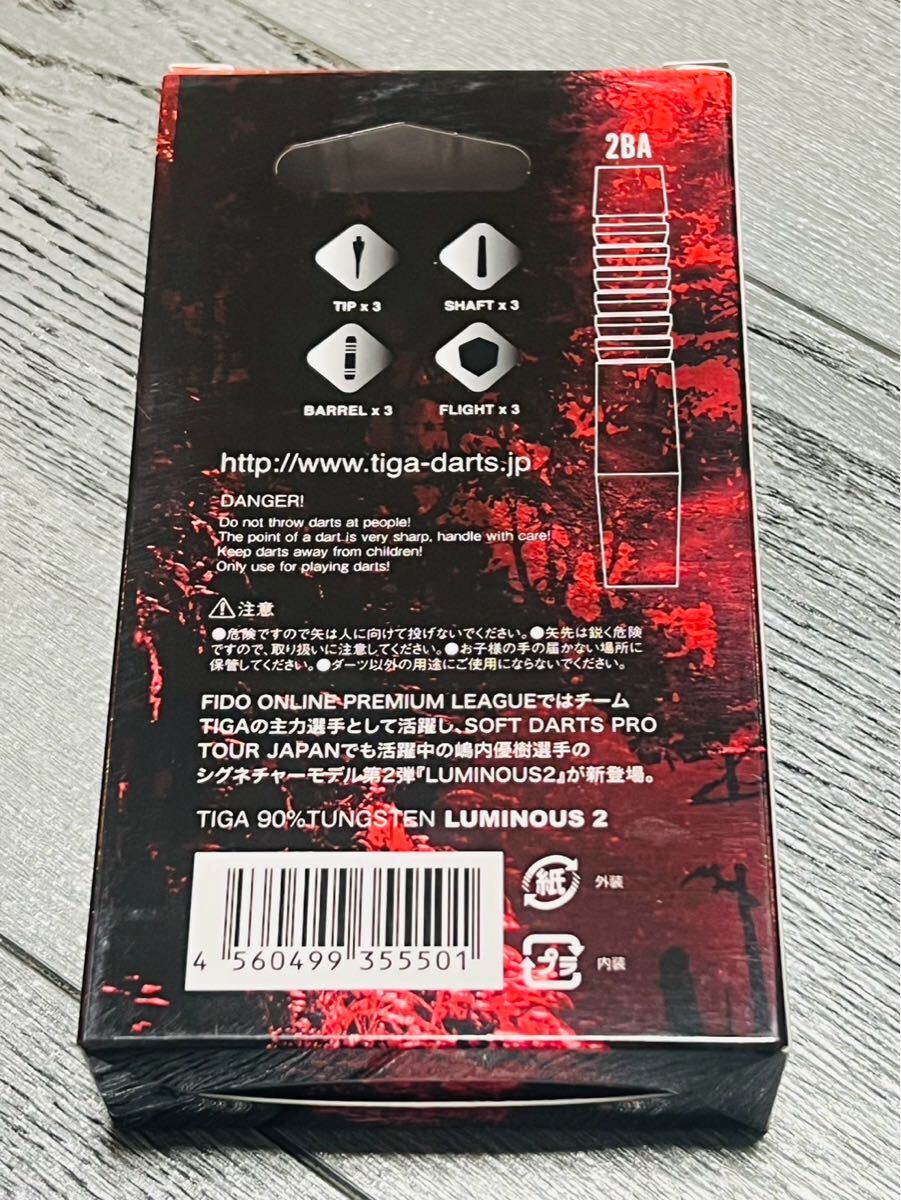 2BA
TIP x 3
SHAFT x 3
BARREL x 3
FLIGHT x 3
http://www.tiga-darts.jp
DANGER!
Do not throw darts at people!
The point of a dart is very sharp, handle with care!
Keep darts away from children!
Only use for playing darts!
注意
●危険ですので矢は人に向けて投げないでください。●矢先は鋭く危険
ですので、取り扱いに注意してください。●お子様の手の届かない場所に
保管してください。●ダーツ以外の用途にご使用にならないでください。
FIDO ONLINE PREMIUM LEAGUEではチーム
TIGAの主力選手として活躍し、SOFT DARTS PRO
TOUR JAPANでも活躍中の嶋内優樹選手の
シグネチャーモデル第2弾『LUMINOUS2』が新登場。
TIGA 90%TUNGSTEN LUMINOUS 2
紙 外装
プラ 内装
4 560499 355501